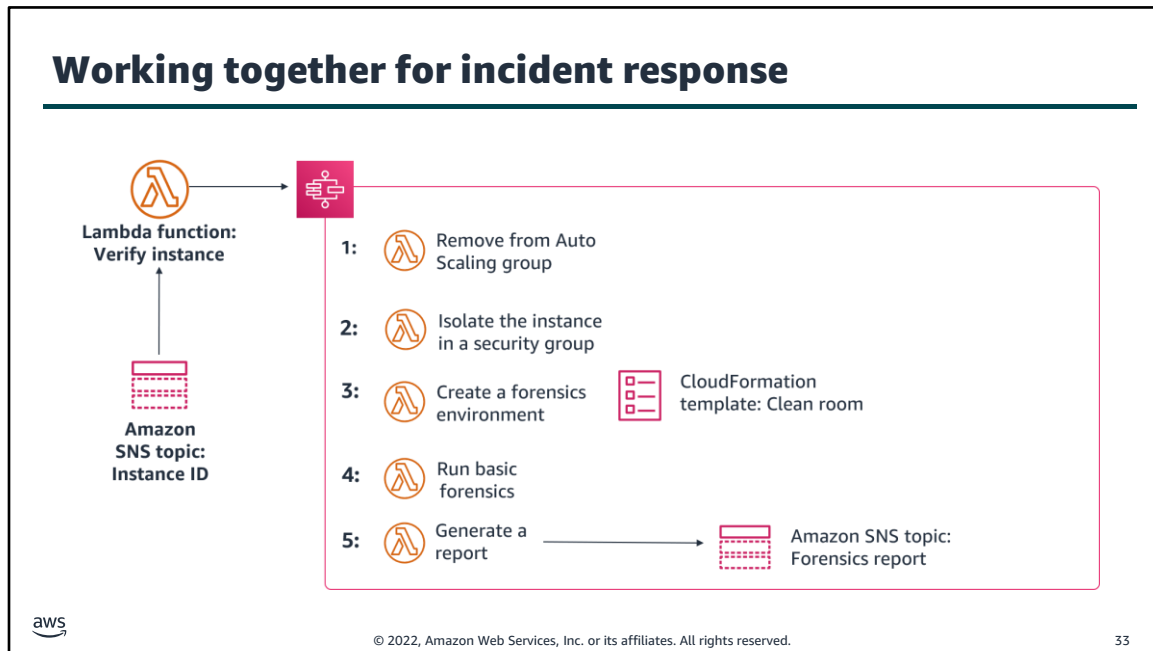 Working together for incident response
Lambda function:
Verify instance
Amazon
SNS topic:
Instance ID
1:
Remove from Auto
Scaling group
2:
Isolate the instance
in a security group
3:
Create a forensics
environment
CloudFormation
template: Clean room
4:
Run basic
forensics
5:
Generate a
report
Amazon SNS topic:
Forensics report
aws
© 2022, Amazon Web Services, Inc. or its affiliates. All rights reserved.
33